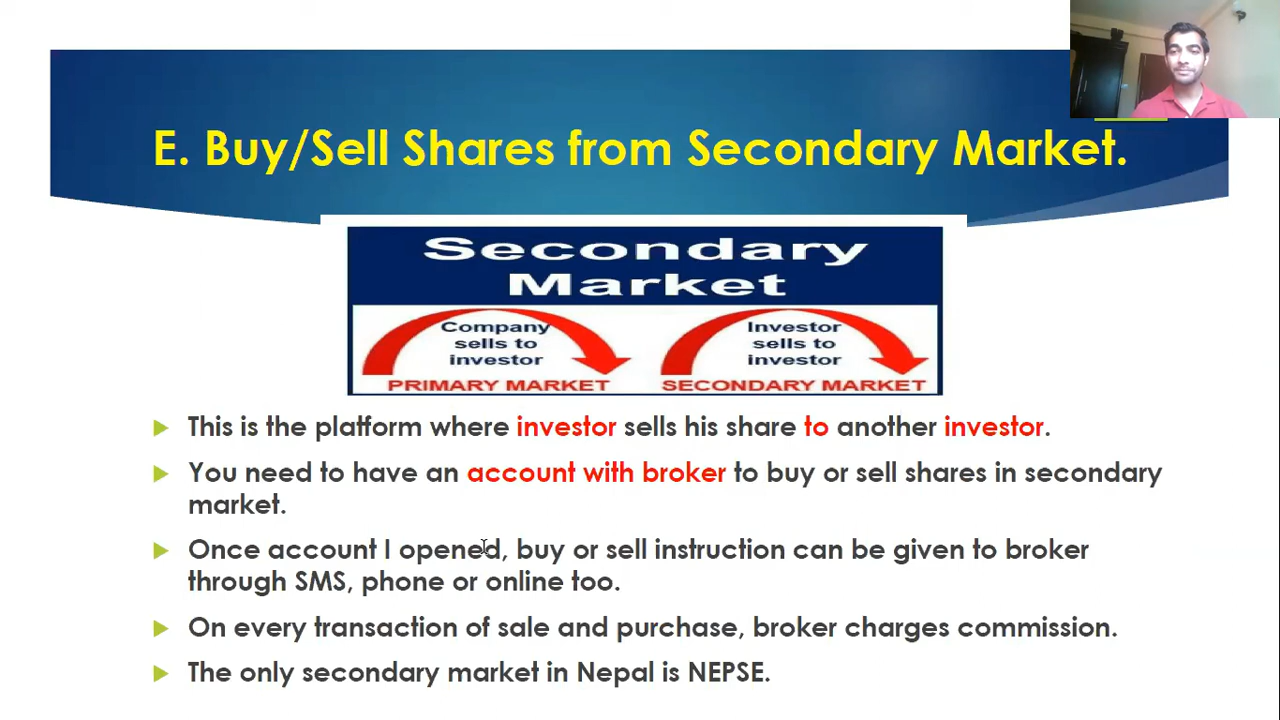 E. Buy/Sell Shares from Secondary Market.
Secondary
Market
Company
sells to
investor
PRIMARY MARKET
Investor
sells to
investor
SECONDARY MARKET
This is the platform where investor sells his share to another investor.
You need to have an account with broker to buy or sell shares in secondary
market.
Once account I opened, buy or sell instruction can be given to broker
through SMS, phone or online too.
On every transaction of sale and purchase, broker charges commission.
The only secondary market in Nepal is NEPSE.